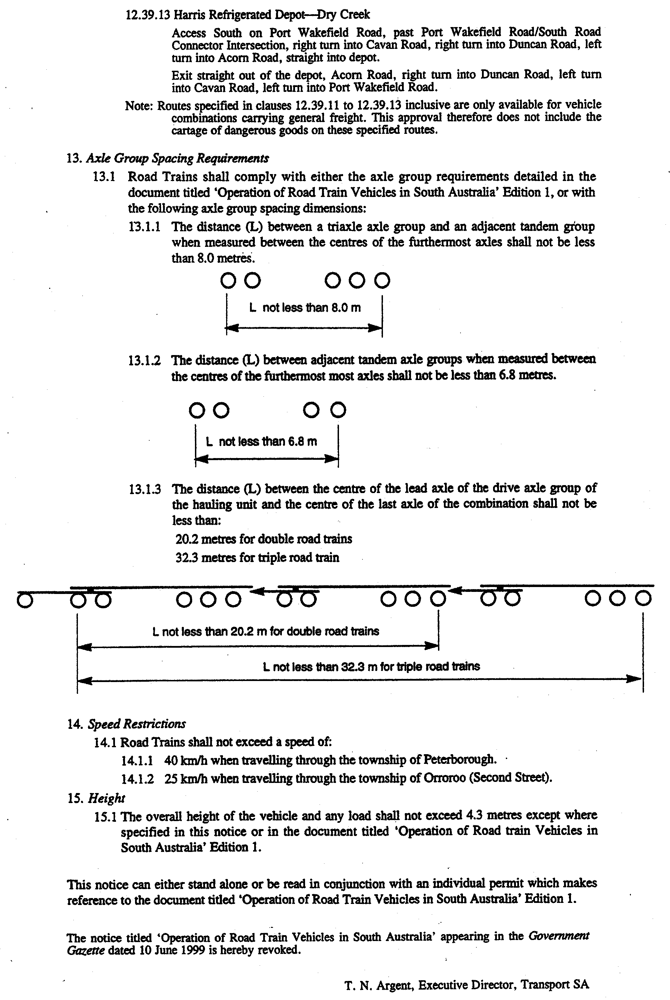 12.39.13 Harris Refrigerated Depot—Dry Creek
Access South on Port Wakefield Road, past Port Wakefield Road/South Road
Connector Intersection, right turn into Cavan Road, right turn into Duncan Road, left
turn into Acorn Road, straight into depot.
Exit straight out of the depot, Acorn Road, right turn into Duncan Road, left turn
into Cavan Road, left turn into Port Wakefield Road.
Note: Routes specified in clauses 12.39.11 to 12.39.13 inclusive are only available for vehicle
combinations carrying general freight. This approval therefore does not include the
cartage of dangerous goods on these specified routes.
13. Axle Group Spacing Requirements
13.1 Road Trains shall comply with either the axle group requirements detailed in the
document titled ‘Operation of Road Train Vehicles in South Australia’ Edition 1, or with
the following axle group spacing dimensions:
13.1.1 The distance (L) between a triaxle axle group and an adjacent tandem group
when measured between the centres of the furthermost axles shall not be less
than 8.0 metres.
L not less than 8.0 m
13.1.2 The distance (L) between adjacent tandem axle groups when measured between
the centres of the furthermost most axles shall not be less than 6.8 metres.
L not less than 6.8 m
13.1.3 The distance (L) between the centre of the lead axle of the drive axle group of
the hauling unit and the centre of the last axle of the combination shall not be
less than:
20.2 metres for double road trains
32.3 metres for triple road train
L not less than 20.2 m for double road trains
L not less than 32.3 m for triple road trains
14. Speed Restrictions
14.1 Road Trains shall not exceed a speed of:
14.1.1 40 km/h when travelling through the township of Peterborough.
14.1.2 25 km/h when travelling through the township of Orroroo (Second Street).
15. Height
15.1 The overall height of the vehicle and any load shall not exceed 4.3 metres except where
specified in this notice or in the document titled ‘Operation of Road train Vehicles in
South Australia’ Edition 1.
This notice can either stand alone or be read in conjunction with an individual permit which makes
reference to the document titled ‘Operation of Road Train Vehicles in South Australia’ Edition 1.
The notice titled ‘Operation of Road Train Vehicles in South Australia’ appearing in the Government
Gazette dated 10 June 1999 is hereby revoked.
T. N. Argent, Executive Director, Transport SA